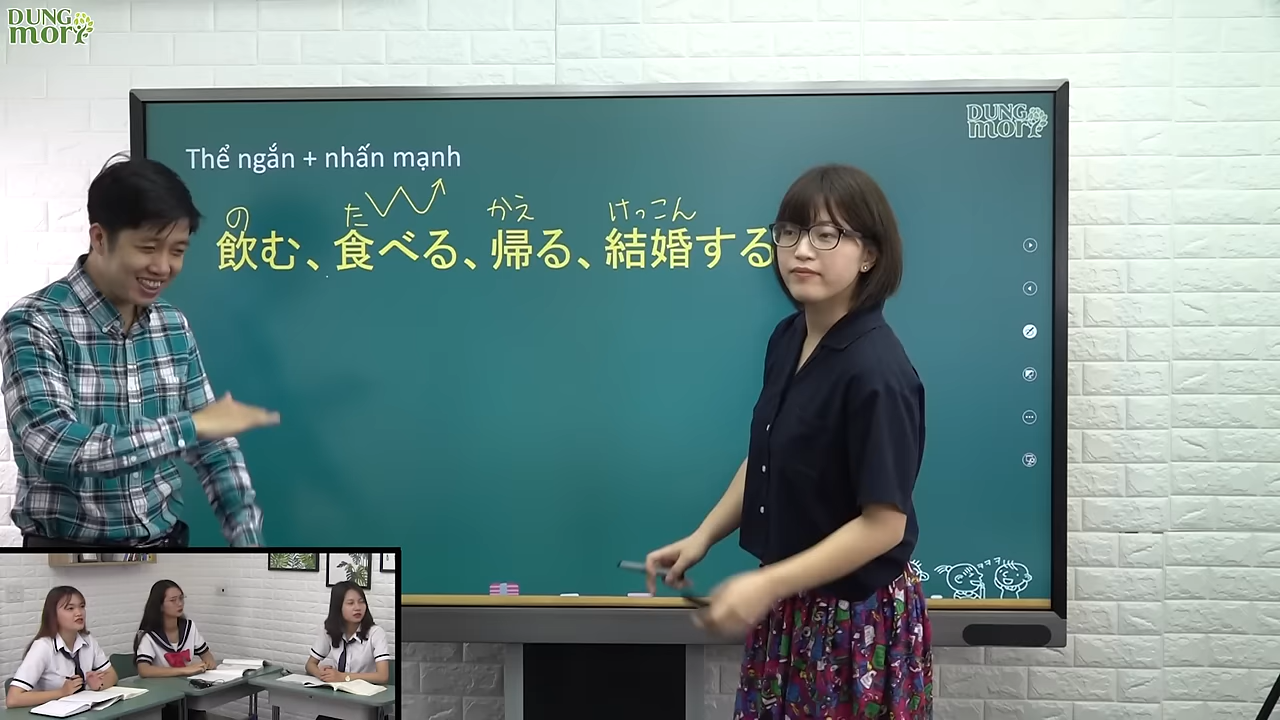 DUNG
mori
DUNG
mori
Thể ngắn + nhấn mạnh
の た かえ けっこん
飲む、食べる、帰る、結婚する